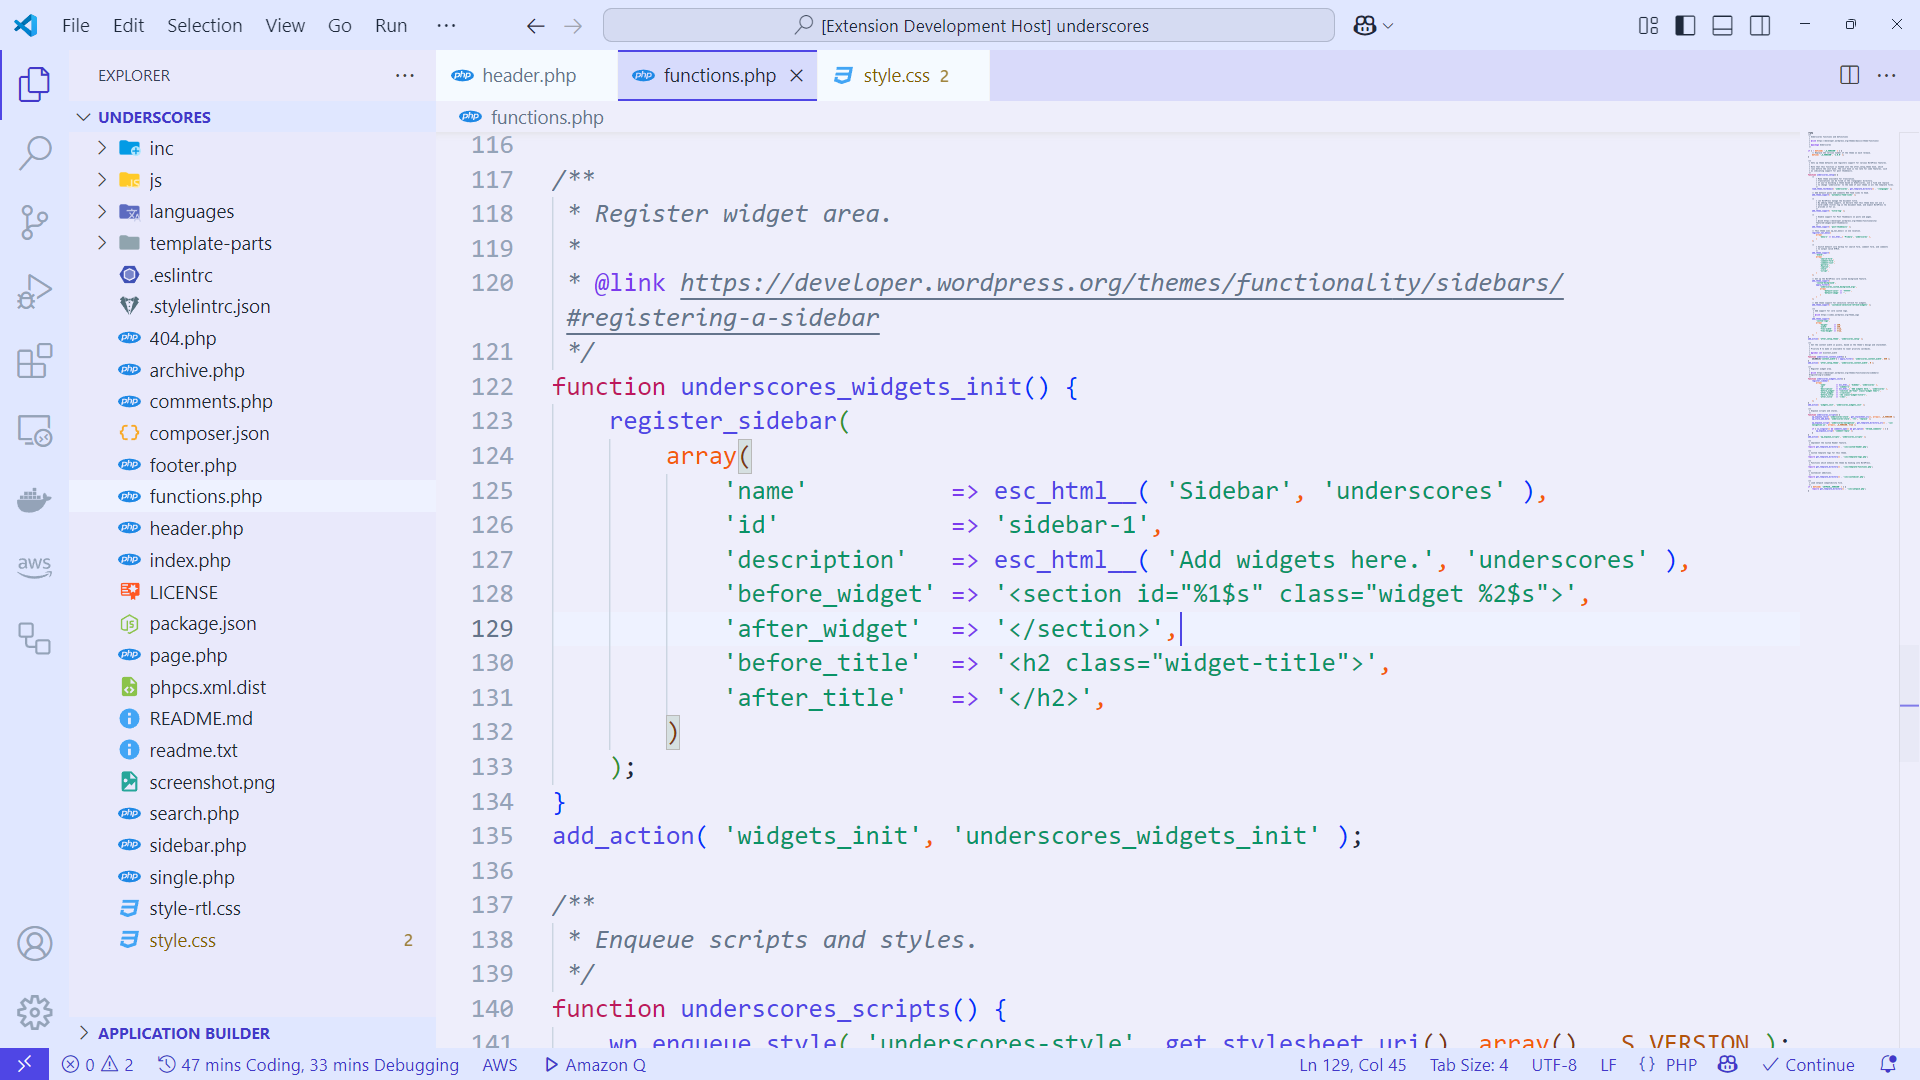 File Edit Selection View Go Run ···
[Extension Development Host] underscores
EXPLORER
header.php
functions.php
style.css 2
UNDERSCORES
functions.php
inc
js
languages
template-parts
.eslintrc
.stylelintrc.json
404.php
archive.php
comments.php
composer.json
footer.php
functions.php
header.php
index.php
LICENSE
package.json
page.php
phpcs.xml.dist
README.md
readme.txt
screenshot.png
search.php
sidebar.php
single.php
style-rtl.css
style.css 2
APPLICATION BUILDER
aws
116
117 /**
118  * Register widget area.
119  *
120  * @link https://developer.wordpress.org/themes/functionality/sidebars/
#registering-a-sidebar
121  */
122 function underscores_widgets_init() {
123     register_sidebar(
124         array(
125             'name'          => esc_html__( 'Sidebar', 'underscores' ),
126             'id'            => 'sidebar-1',
127             'description'   => esc_html__( 'Add widgets here.', 'underscores' ),
128             'before_widget' => '<section id="%1$s" class="widget %2$s">',
129             'after_widget'  => '</section>',
130             'before_title'  => '<h2 class="widget-title">',
131             'after_title'   => '</h2>',
132         )
133     );
134 }
135 add_action( 'widgets_init', 'underscores_widgets_init' );
136
137 /**
138  * Enqueue scripts and styles.
139  */
140 function underscores_scripts() {
141     wp_enqueue_style( 'underscores-style', get_stylesheet_uri(), array(), _S_VERSION );
0 2 47 mins Coding, 33 mins Debugging AWS Amazon Q
Ln 129, Col 45 Tab Size: 4 UTF-8 LF {} PHP Continue